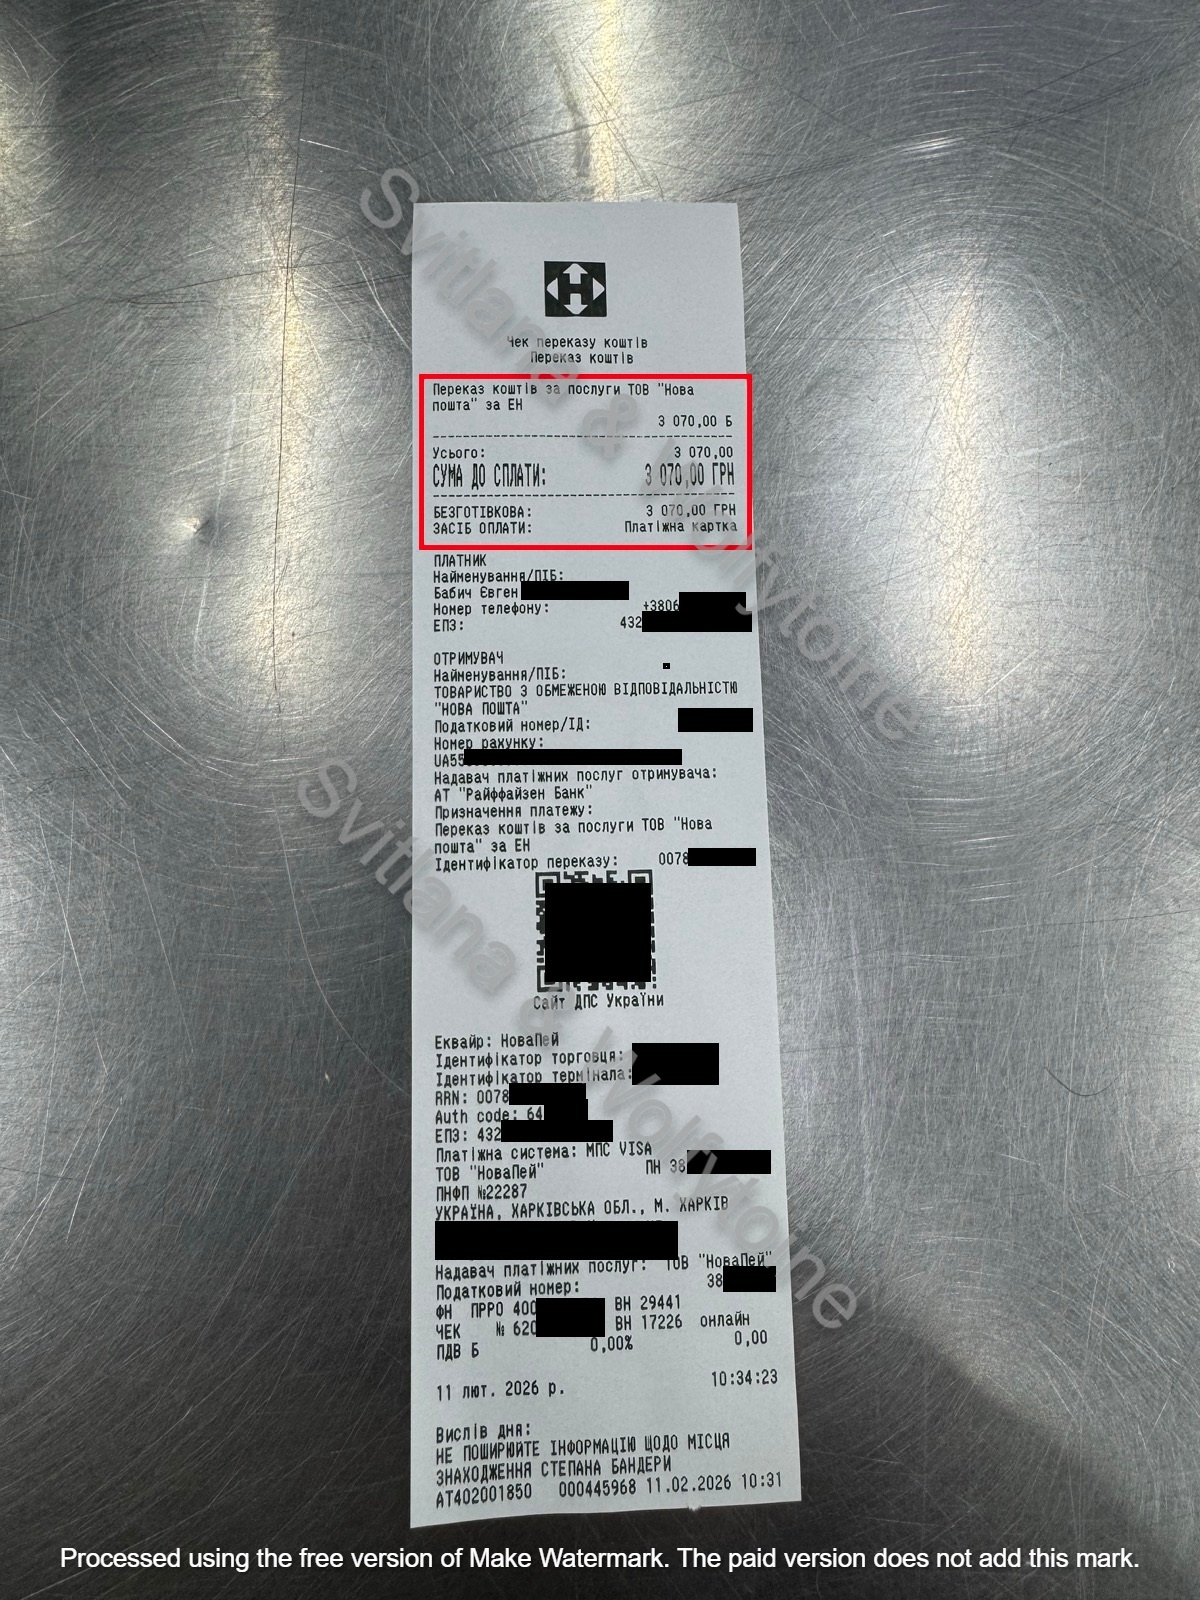 Чек переказу коштів
Переказ коштів
Переказ коштів за послуги ТОВ "Нова
пошта" за ЕН
3 070,00 Б
Усього: 3 070,00
СУМА ДО СПЛАТИ: 3 070,00 ГРН
БЕЗГОТІВКОВА: 3 070,00 ГРН
ЗАСІБ ОПЛАТИ: Платіжна картка
ПЛАТНИК
Найменування/ПІБ:
Бабич Євген
Номер телефону: +3806
ЕПЗ: 432
ОТРИМУВАЧ
Найменування/ПІБ:
ТОВАРИСТВО З ОБМЕЖЕНОЮ ВІДПОВІДАЛЬНІСТЮ
"НОВА ПОШТА"
Податковий номер/ІД:
Номер рахунку:
UA55
Надавач платіжних послуг отримувача:
АТ "Райффайзен Банк"
Призначення платежу:
Переказ коштів за послуги ТОВ "Нова
пошта" за ЕН
Ідентифікатор переказу: 0078
Сайт ДПС України
Еквайр: НоваПей
Ідентифікатор торговця:
Ідентифікатор термінала:
RRN: 0078
Auth code: 64
ЕПЗ: 432
Платіжна система: МПС VISA
ТОВ "НоваПей" ПН 38
ПНФП №22287
УКРАЇНА, ХАРКІВСЬКА ОБЛ., М. ХАРКІВ
Надавач платіжних послуг: ТОВ "НоваПей"
Податковий номер: 38
ФН ПРРО 400 ВН 29441
ЧЕК № 620 ВН 17226 онлайн
ПДВ Б 0,00% 0,00
11 лют. 2026 р. 10:34:23
Вислів дня:
НЕ ПОШИРЮЙТЕ ІНФОРМАЦІЮ ЩОДО МІСЦЯ
ЗНАХОДЖЕННЯ СТЕПАНА БАНДЕРИ
АТ402001850 000445968 11.02.2026 10:31
Svitlana & Wolfytoine
Svitlana & Wolfytoine
Processed using the free version of Make Watermark. The paid version does not add this mark.